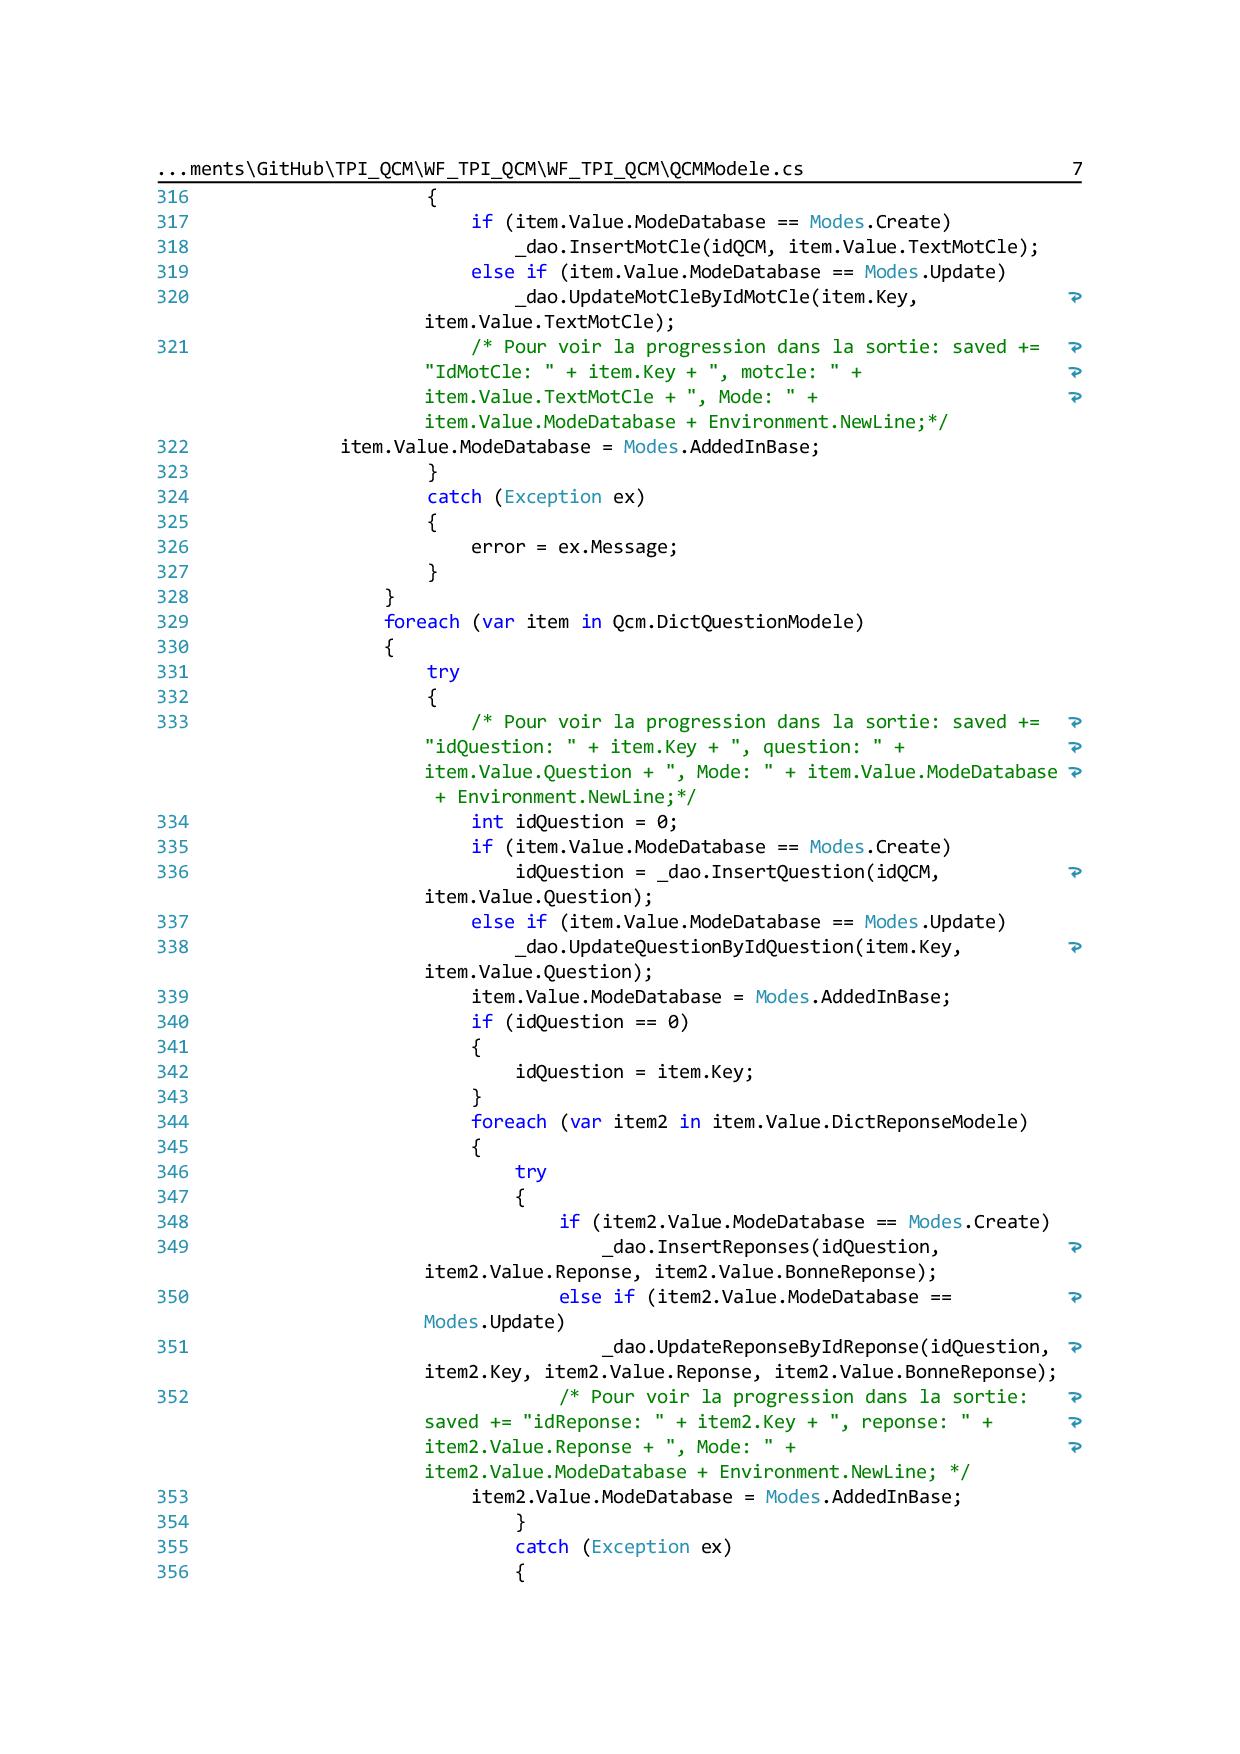 ...ments\GitHub\TPI_QCM\WF_TPI_QCM\WF_TPI_QCM\QCMModele.cs 7
316 {
317 if (item.Value.ModeDatabase == Modes.Create)
318 _dao.InsertMotCle(idQCM, item.Value.TextMotCle);
319 else if (item.Value.ModeDatabase == Modes.Update)
320 _dao.UpdateMotCleByIdMotCle(item.Key,
item.Value.TextMotCle);
321 /* Pour voir la progression dans la sortie: saved +=
"IdMotCle: " + item.Key + ", motcle: " +
item.Value.TextMotCle + ", Mode: " +
item.Value.ModeDatabase + Environment.NewLine;*/
322 item.Value.ModeDatabase = Modes.AddedInBase;
323 }
324 catch (Exception ex)
325 {
326 error = ex.Message;
327 }
328 }
329 foreach (var item in Qcm.DictQuestionModele)
330 {
331 try
332 {
333 /* Pour voir la progression dans la sortie: saved +=
"idQuestion: " + item.Key + ", question: " +
item.Value.Question + ", Mode: " + item.Value.ModeDatabase
+ Environment.NewLine;*/
334 int idQuestion = 0;
335 if (item.Value.ModeDatabase == Modes.Create)
336 idQuestion = _dao.InsertQuestion(idQCM,
item.Value.Question);
337 else if (item.Value.ModeDatabase == Modes.Update)
338 _dao.UpdateQuestionByIdQuestion(item.Key,
item.Value.Question);
339 item.Value.ModeDatabase = Modes.AddedInBase;
340 if (idQuestion == 0)
341 {
342 idQuestion = item.Key;
343 }
344 foreach (var item2 in item.Value.DictReponseModele)
345 {
346 try
347 {
348 if (item2.Value.ModeDatabase == Modes.Create)
349 _dao.InsertReponses(idQuestion,
item2.Value.Reponse, item2.Value.BonneReponse);
350 else if (item2.Value.ModeDatabase ==
Modes.Update)
351 _dao.UpdateReponseByIdReponse(idQuestion,
item2.Key, item2.Value.Reponse, item2.Value.BonneReponse);
352 /* Pour voir la progression dans la sortie:
saved += "idReponse: " + item2.Key + ", reponse: " +
item2.Value.Reponse + ", Mode: " +
item2.Value.ModeDatabase + Environment.NewLine; */
353 item2.Value.ModeDatabase = Modes.AddedInBase;
354 }
355 catch (Exception ex)
356 {